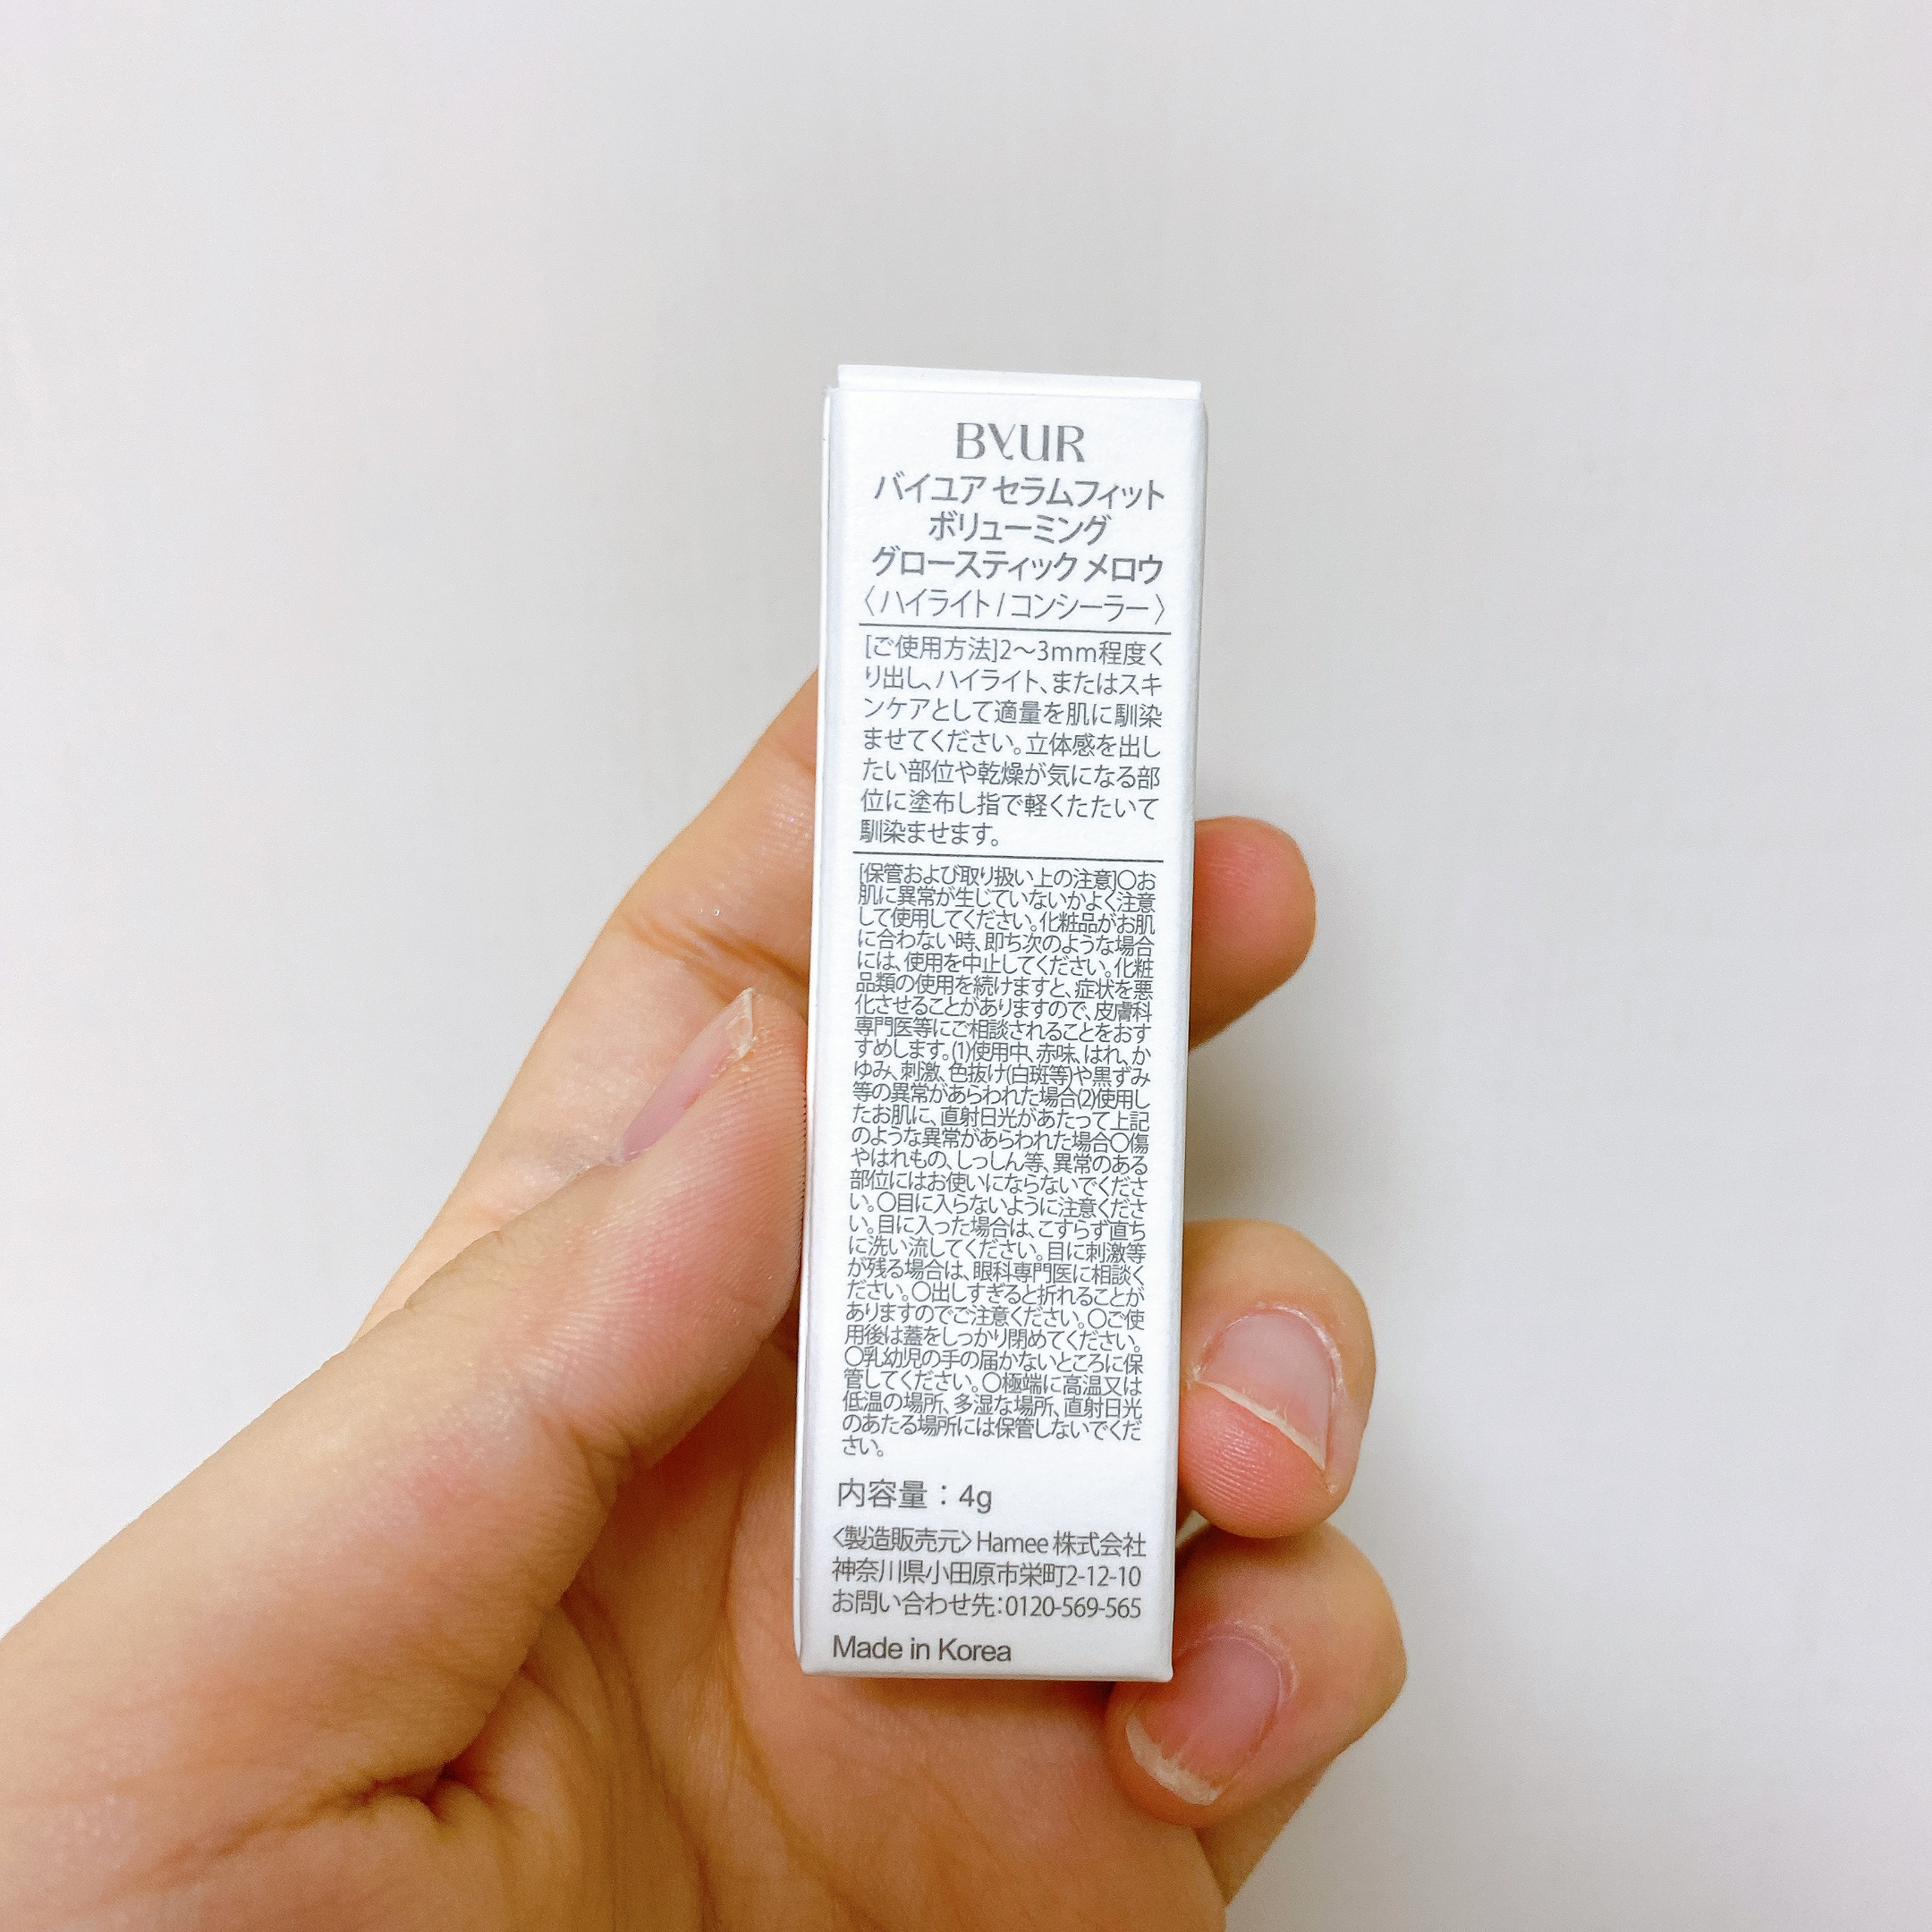 BYUR
バイユア セラムフィット
ボリューミング
グロースティック メロウ
〈ハイライト / コンシーラー〉
[ご使用方法]2〜3mm程度く
り出し、ハイライト、またはスキ
ンケアとして適量を肌に馴染
ませてください。立体感を出し
たい部位や乾燥が気になる部
位に塗布し指で軽くたたいて
馴染ませます。
[保管および取り扱い上の注意]〇お
肌に異常が生じていないかよく注意
して使用してください。化粧品がお肌
に合わない時、即ち次のような場合
には、使用を中止してください。化粧
品類の使用を続けますと、症状を悪
化させることがありますので、皮膚科
専門医等にご相談されることをおす
すめします。(1)使用中、赤味、はれ、か
ゆみ、刺激、色抜け(白斑等)や黒ずみ
等の異常があらわれた場合(2)使用し
たお肌に、直射日光があたって上記
のような異常があらわれた場合〇傷
やはれもの、しっしん等、異常のある
部位にはお使いにならないでくださ
い。〇目に入らないように注意くださ
い。目に入った場合は、こすらず直ち
に洗い流してください。目に刺激等
が残る場合は、眼科専門医に相談く
ださい。〇出しすぎると折れることが
ありますのでご注意ください。〇ご使
用後は蓋をしっかり閉めてください。
〇乳幼児の手の届かないところに保
管してください。〇極端に高温又は
低温の場所、多湿な場所、直射日光
のあたる場所には保管しないでくだ
さい。
内容量：4g
〈製造販売元〉Hamee 株式会社
神奈川県小田原市栄町2-12-10
お問い合わせ先:0120-569-565
Made in Korea